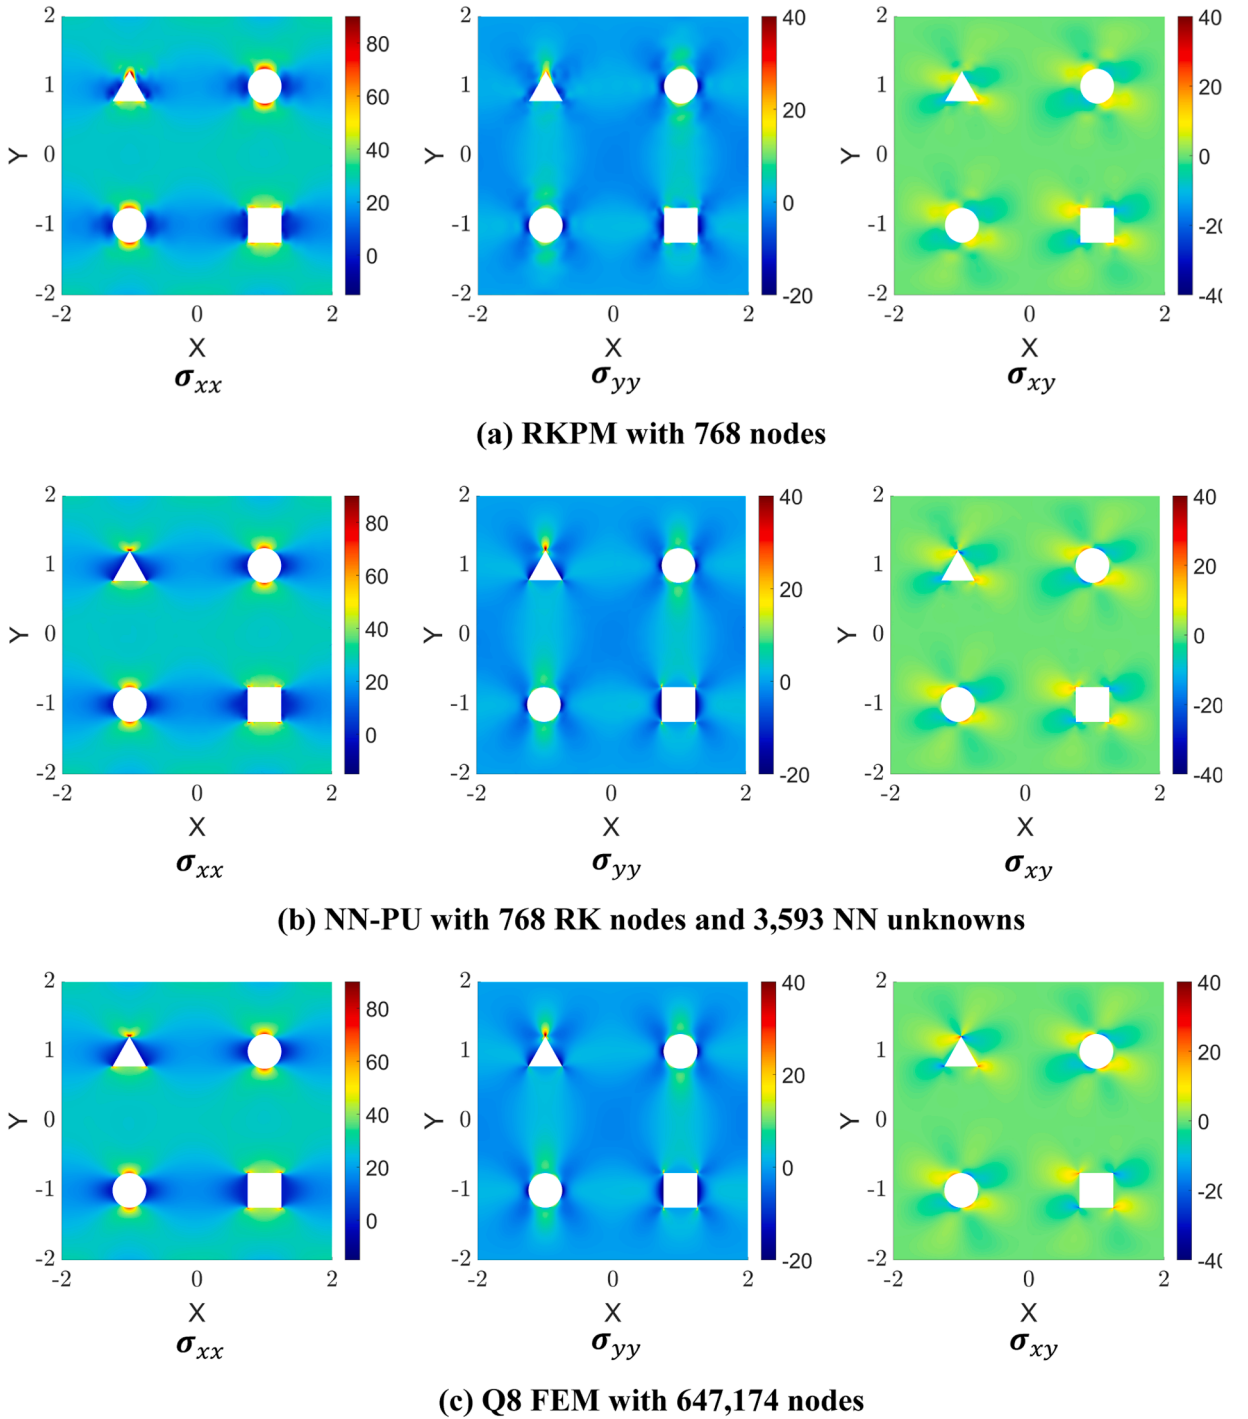 2 80 2 40 2 40
1 60 1 20 1 20
Y 0 40 Y 0 Y 0 0
20 0 -20
-1 0 -1 -1
-2 -2 -20 -2 -40
-2 0 2 -2 0 2 -2 0 2
X X X
σxx σyy σxy
(a) RKPM with 768 nodes
2 80 2 40 2 40
1 60 1 20 1 20
Y 0 40 Y 0 Y 0 0
20 0 -20
-1 0 -1 -1
-2 -2 -20 -2 -40
-2 0 2 -2 0 2 -2 0 2
X X X
σxx σyy σxy
(b) NN-PU with 768 RK nodes and 3,593 NN unknowns
2 80 2 40 2 40
1 60 1 20 1 20
Y 0 40 Y 0 Y 0 0
20 0 -20
-1 0 -1 -1
-2 -2 -20 -2 -40
-2 0 2 -2 0 2 -2 0 2
X X X
σxx σyy σxy
(c) Q8 FEM with 647,174 nodes